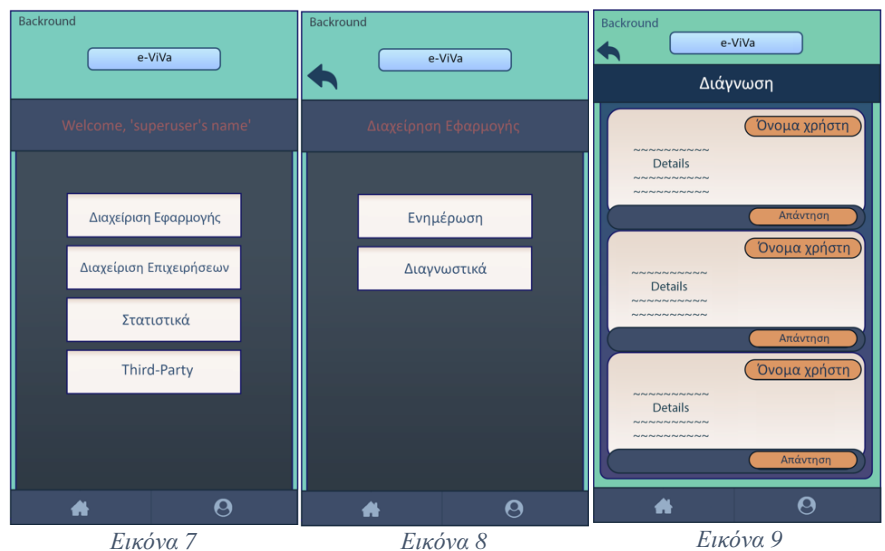 Backround
e-ViVa
Welcome, 'superuser's name'
Διαχείριση Εφαρμογής
Διαχείριση Επιχειρήσεων
Στατιστικά
Third-Party
Εικόνα 7
Backround
e-ViVa
Διαχείρηση Εφαρμογής
Ενημέρωση
Διαγνωστικά
Εικόνα 8
Backround
e-ViVa
Διάγνωση
Όνομα χρήστη
~~~~~~~~~~
Details
~~~~~~~~~~
~~~~~~~~~~
Απάντηση
Όνομα χρήστη
~~~~~~~~~~
Details
~~~~~~~~~~
~~~~~~~~~~
Απάντηση
Όνομα χρήστη
~~~~~~~~~~
Details
~~~~~~~~~~
~~~~~~~~~~
Απάντηση
Εικόνα 9